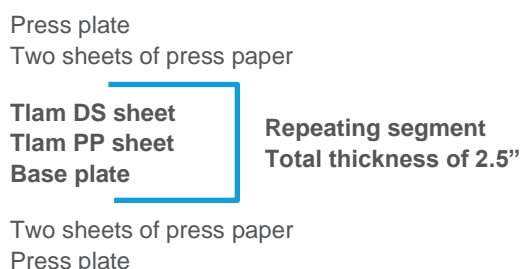 Press plate
Two sheets of press paper
Tlam DS sheet
Tlam PP sheet
Base plate
Repeating segment
Total thickness of 2.5”
Two sheets of press paper
Press plate